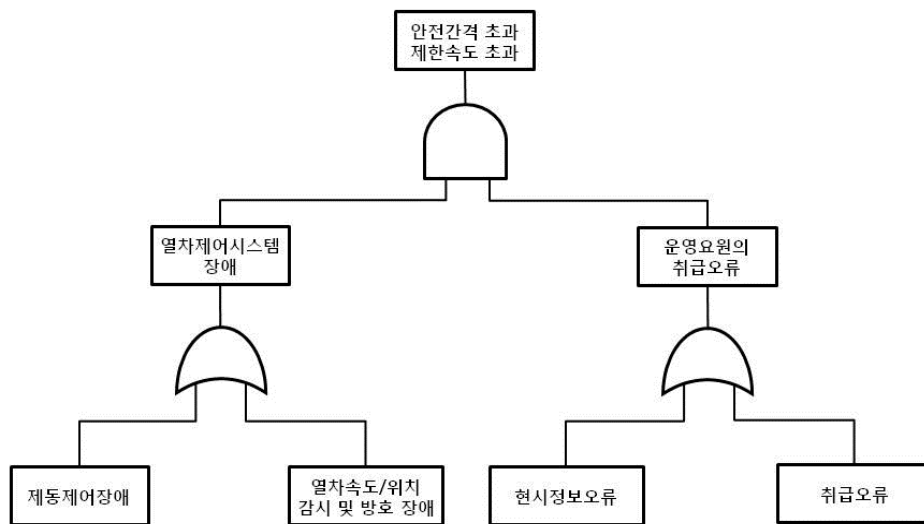 안전간격 초과
제한속도 초과
열차제어시스템
장애
운영요원의
취급오류
제동제어장애
열차속도/위치
감시 및 방호 장애
현시정보오류
취급오류